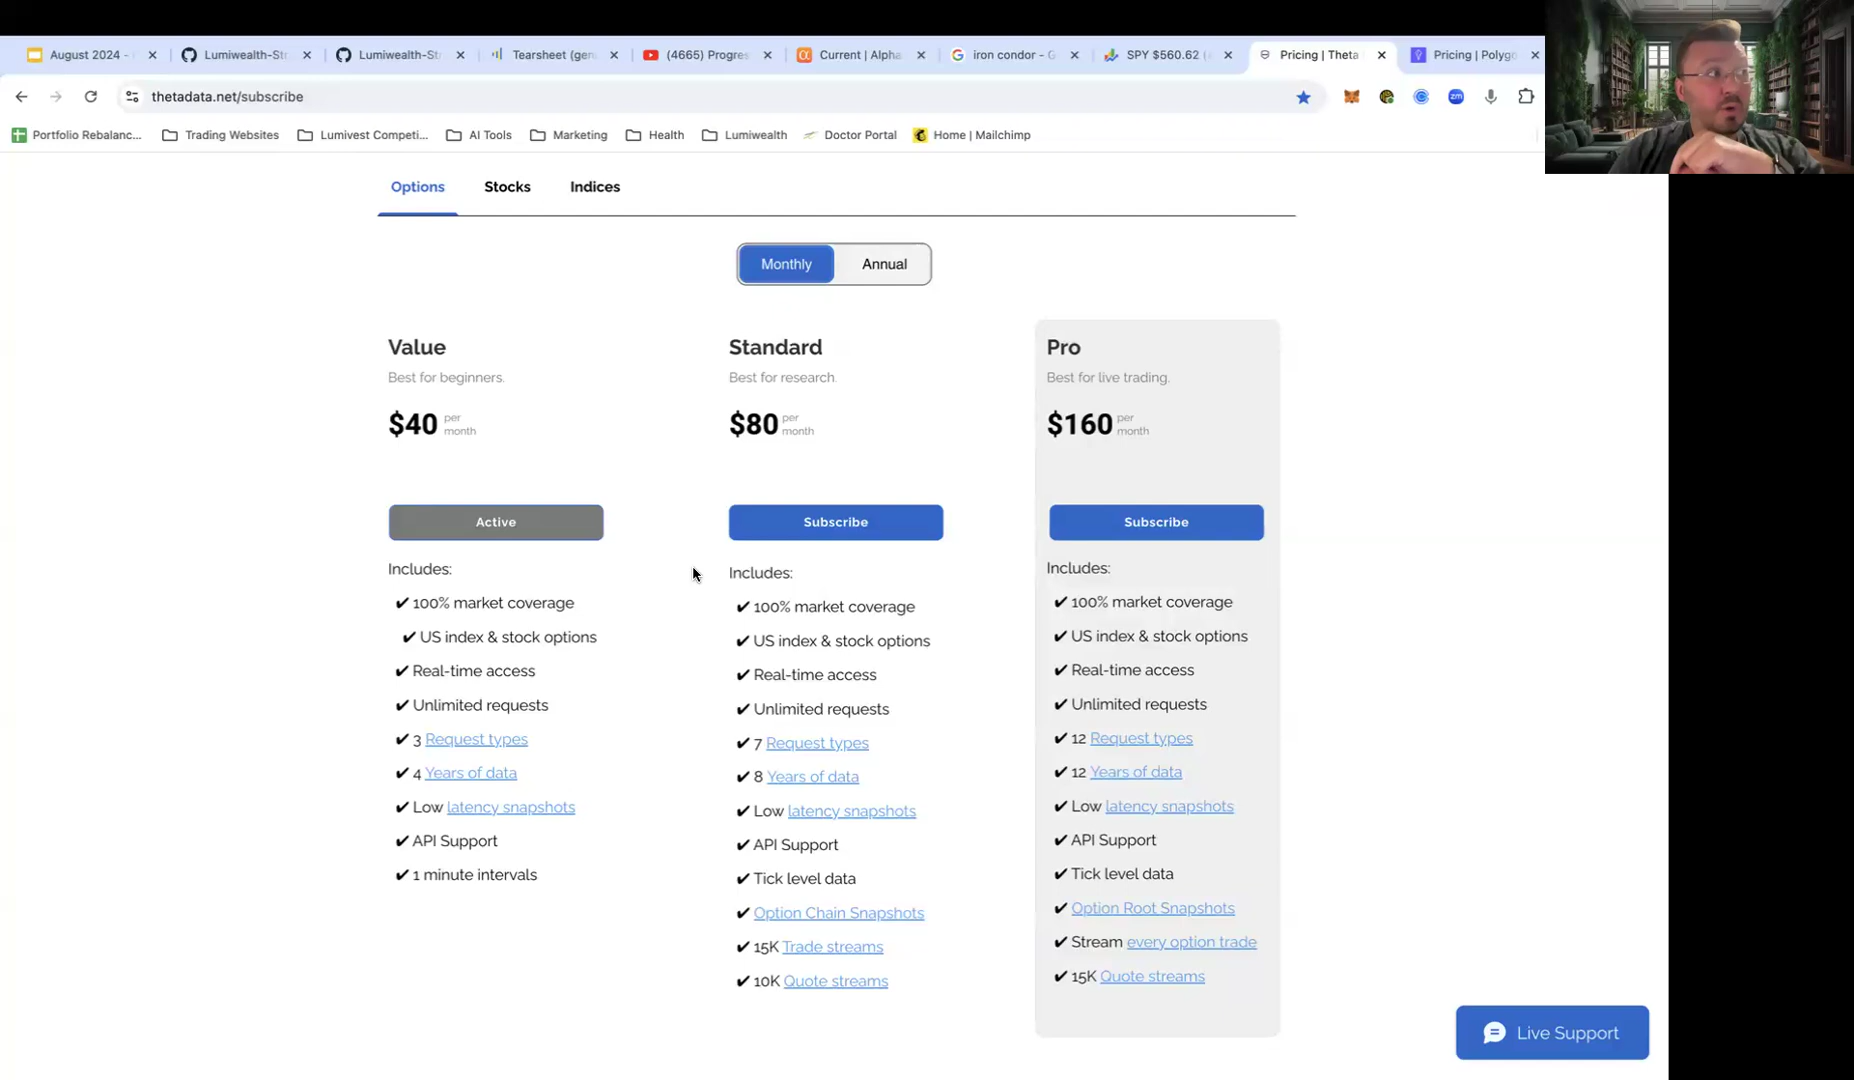 August 2024 -
Lumiwealth-Str
Lumiwealth-Str
Tearsheet (gen
(4665) Progres
Current | Alpha
iron condor - G
SPY $560.62 (
Pricing | Theta
Pricing | Polygo
thetadata.net/subscribe
zm
Portfolio Rebalanc...
Trading Websites
Lumivest Competi...
AI Tools
Marketing
Health
Lumiwealth
Doctor Portal
Home | Mailchimp
Options
Stocks
Indices
Monthly
Annual
Value
Best for beginners.
$40 per month
Active
Includes:
✔ 100% market coverage
✔ US index & stock options
✔ Real-time access
✔ Unlimited requests
✔ 3 Request types
✔ 4 Years of data
✔ Low latency snapshots
✔ API Support
✔ 1 minute intervals
Standard
Best for research.
$80 per month
Subscribe
Includes:
✔ 100% market coverage
✔ US index & stock options
✔ Real-time access
✔ Unlimited requests
✔ 7 Request types
✔ 8 Years of data
✔ Low latency snapshots
✔ API Support
✔ Tick level data
✔ Option Chain Snapshots
✔ 15K Trade streams
✔ 10K Quote streams
Pro
Best for live trading.
$160 per month
Subscribe
Includes:
✔ 100% market coverage
✔ US index & stock options
✔ Real-time access
✔ Unlimited requests
✔ 12 Request types
✔ 12 Years of data
✔ Low latency snapshots
✔ API Support
✔ Tick level data
✔ Option Root Snapshots
✔ Stream every option trade
✔ 15K Quote streams
Live Support